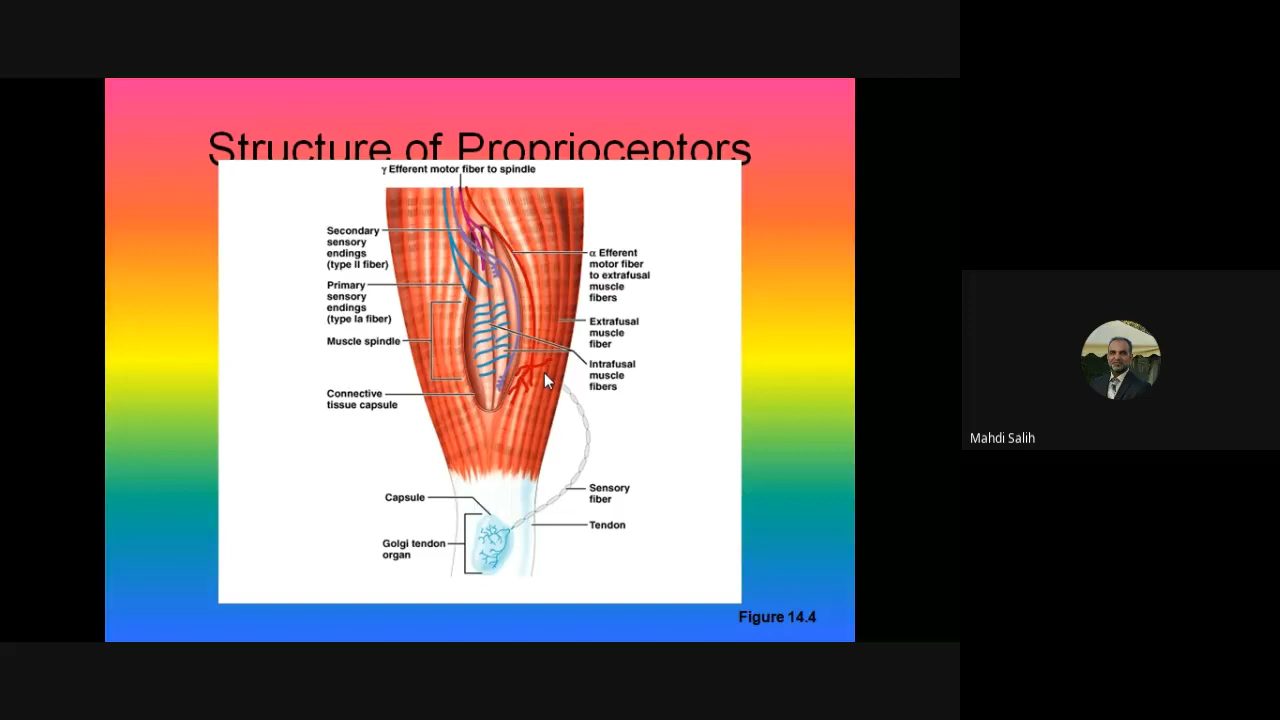 Structure of Proprioceptors
γ Efferent motor fiber to spindle
Secondary
sensory
endings
(type II fiber)
Primary
sensory
endings
(type Ia fiber)
Muscle spindle
Connective
tissue capsule
α Efferent
motor fiber
to extrafusal
muscle
fibers
Extrafusal
muscle
fiber
Intrafusal
muscle
fibers
Capsule
Golgi tendon
organ
Sensory
fiber
Tendon
Figure 14.4
Mahdi Salih